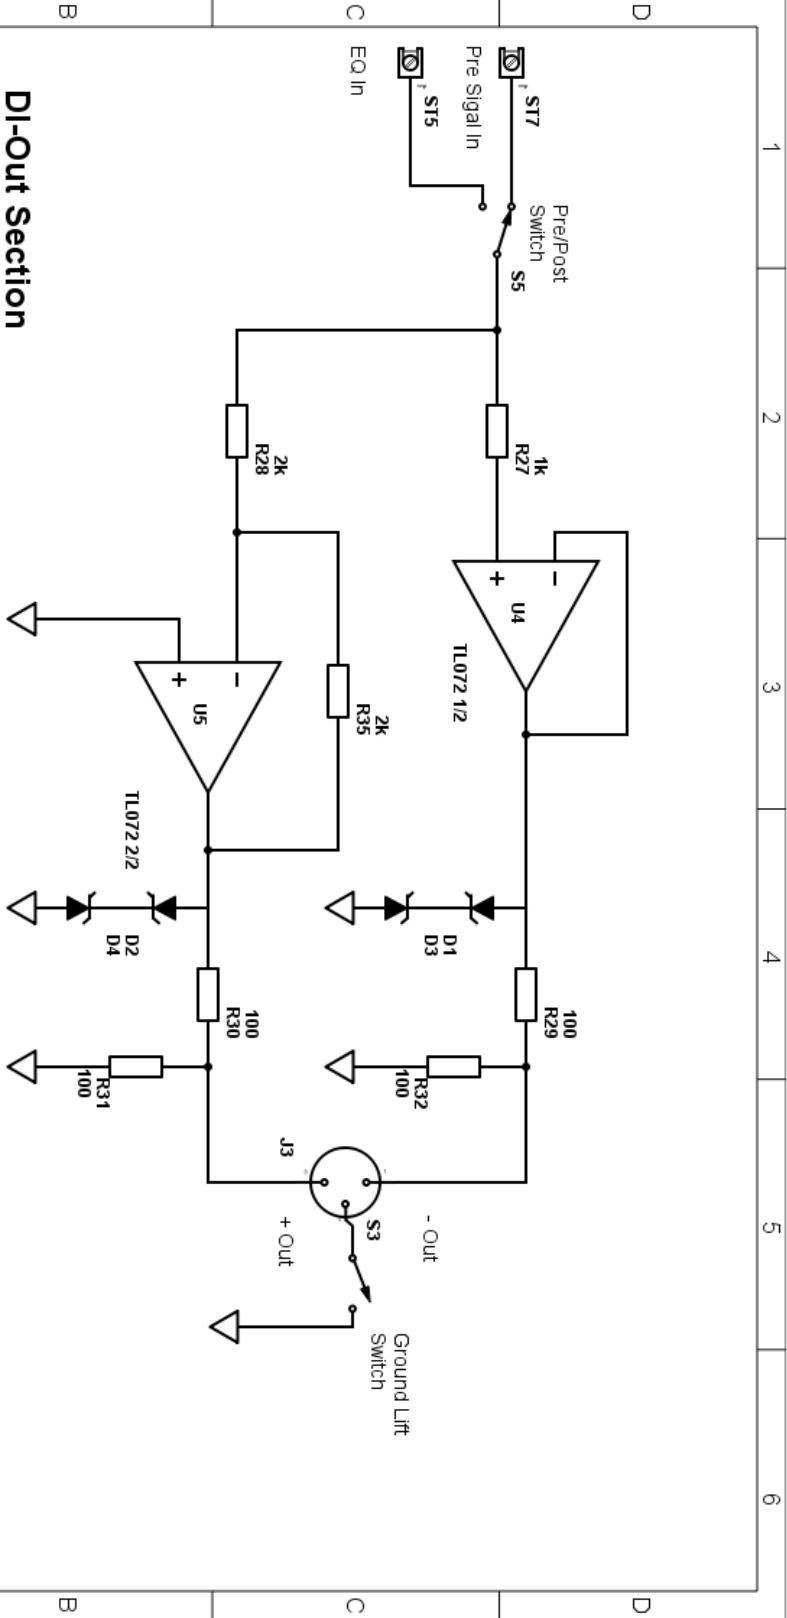 1
2
3
4
5
6
D
D
C
C
B
B
ST7
Pre Sigal In
ST5
EQ In
Pre/Post
Switch
S5
1k
R27
2k
R28
-
+
U4
TL072 1/2
2k
R35
-
+
U5
TL072 2/2
D1
D3
D2
D4
100
R29
100
R30
R32
100
R31
100
J3
S3
- Out
+ Out
Ground Lift
Switch
DI-Out Section